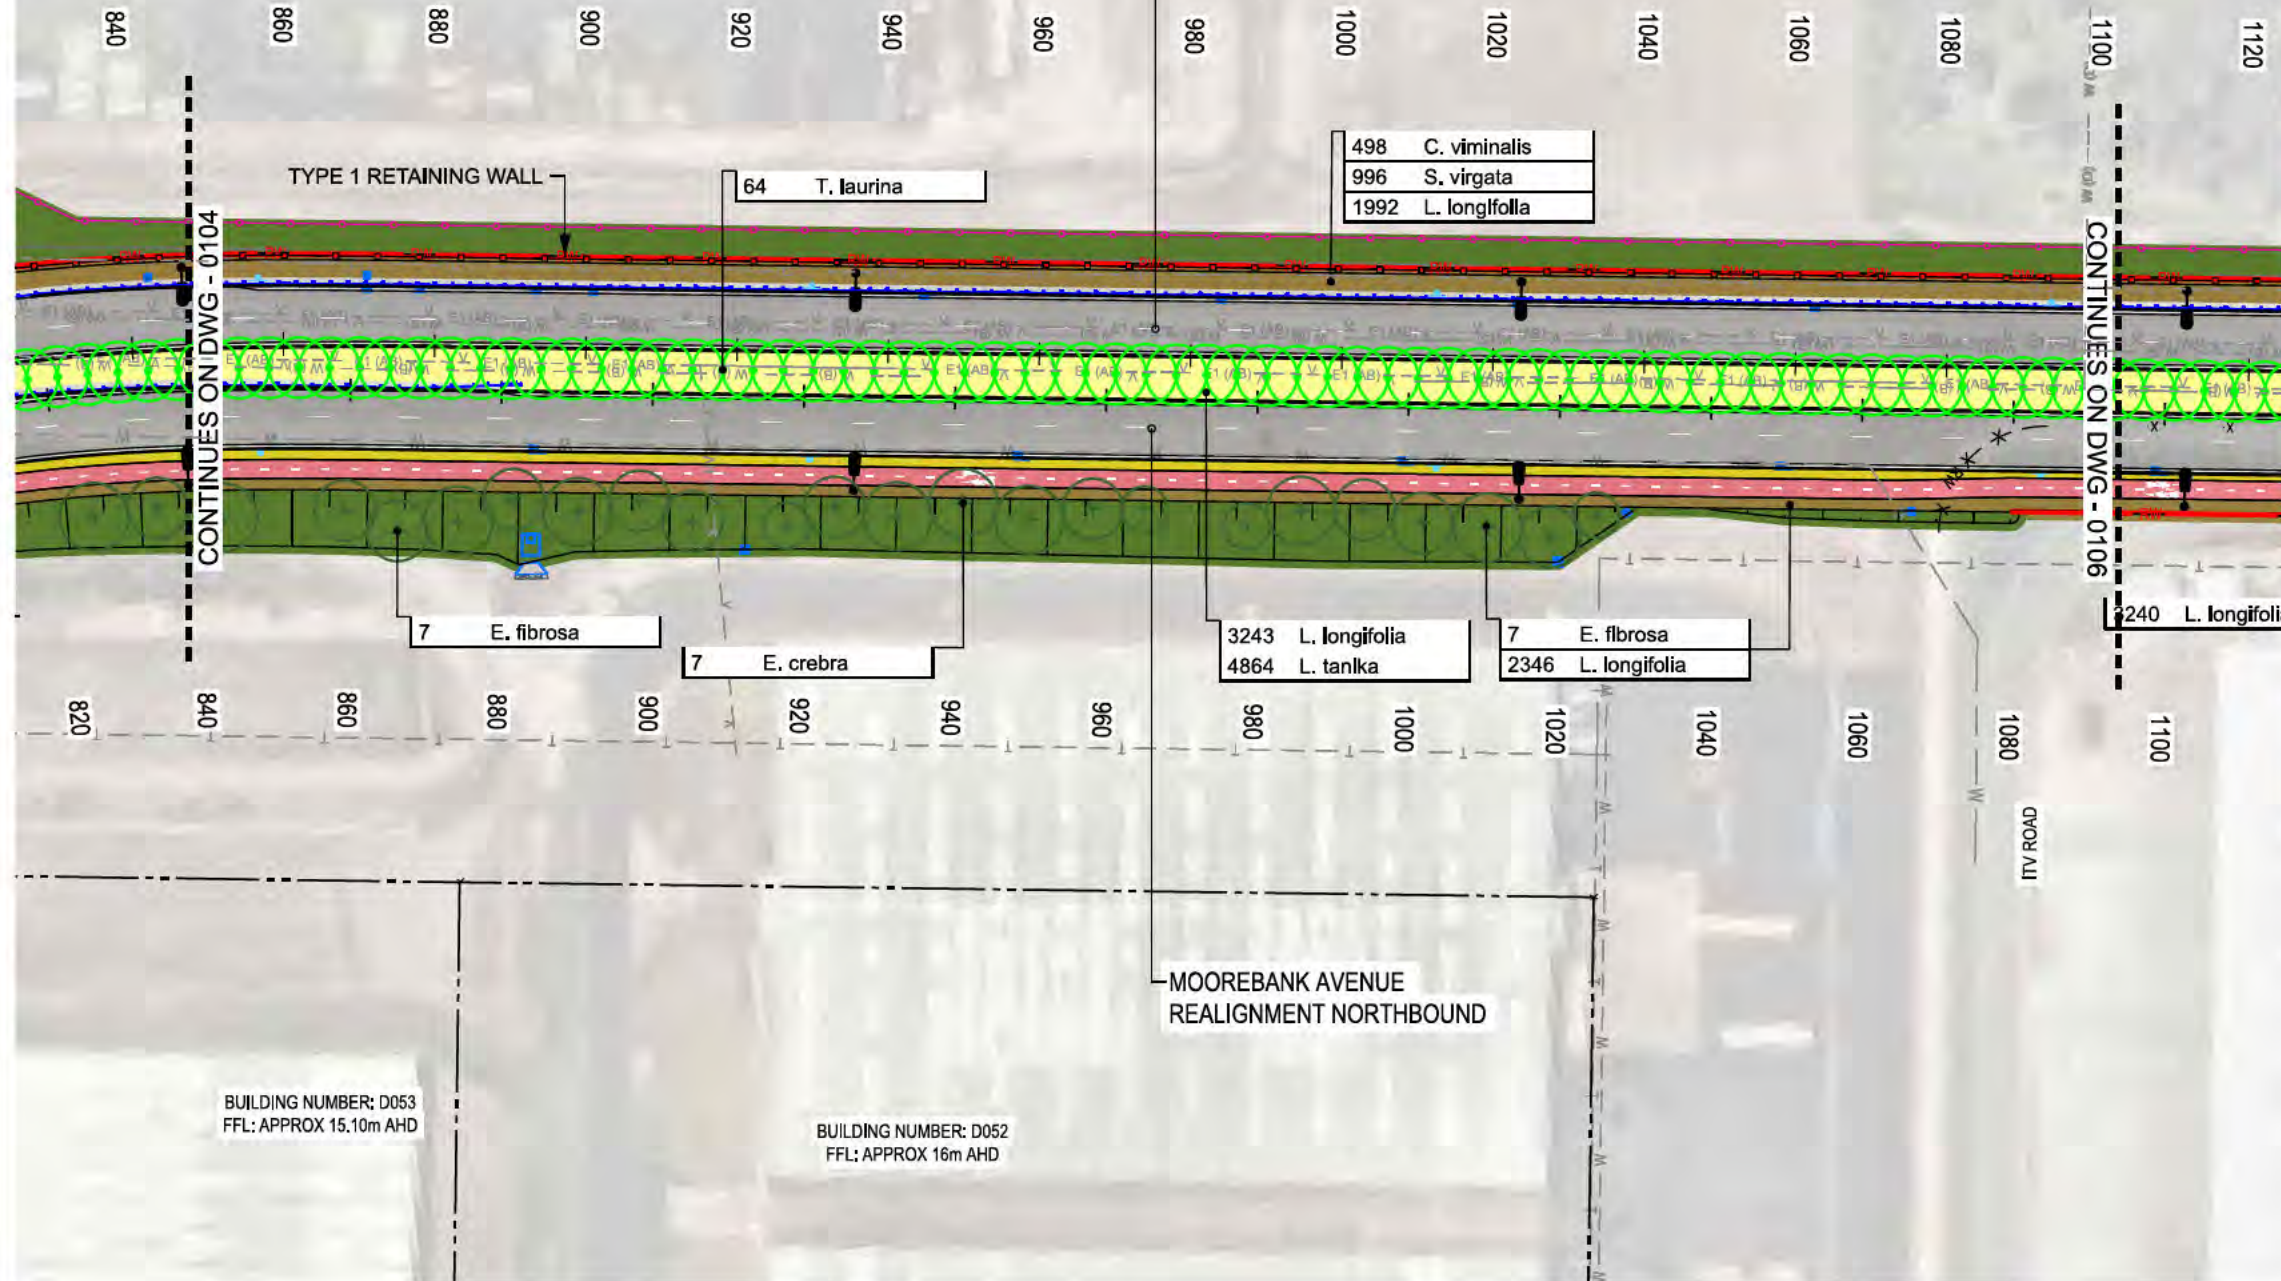 840
860
880
900
920
940
960
980
1000
1020
1040
1060
1080
1100
1120
498 C. viminalis
996 S. virgata
1992 L. longifolia
TYPE 1 RETAINING WALL
64 T. laurina
CONTINUES ON DWG - 0104
CONTINUES ON DWG - 0106
7 E. fibrosa
7 E. crebra
3243 L. longifolia
4864 L. tanika
7 E. fibrosa
2346 L. longifolia
3240 L. longifoli
820
840
860
880
900
920
940
960
980
1000
1020
1040
1060
1080
1100
ITV ROAD
MOOREBANK AVENUE
REALIGNMENT NORTHBOUND
BUILDING NUMBER: D053
FFL: APPROX 15.10m AHD
BUILDING NUMBER: D052
FFL: APPROX 16m AHD